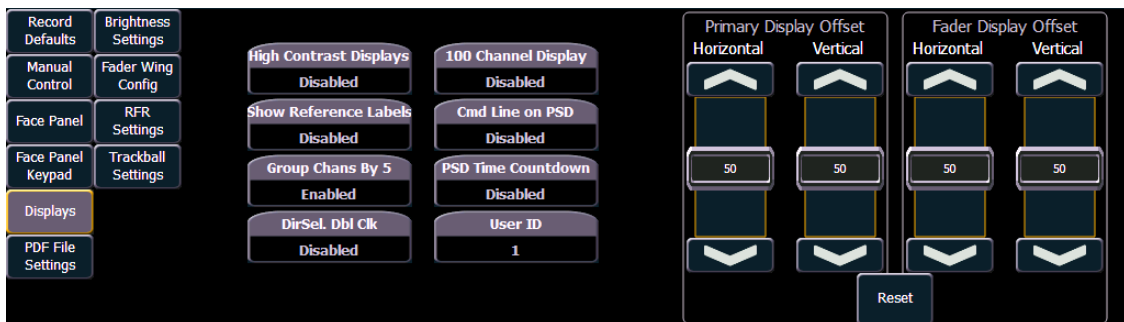 Record
Defaults
Brightness
Settings
Manual
Control
Fader Wing
Config
Face Panel
RFR
Settings
Face Panel
Keypad
Trackball
Settings
Displays
PDF File
Settings
High Contrast Displays
Disabled
100 Channel Display
Disabled
Show Reference Labels
Disabled
Cmd Line on PSD
Disabled
Group Chans By 5
Enabled
PSD Time Countdown
Disabled
DirSel. Dbl Clk
Disabled
User ID
1
Primary Display Offset
Horizontal
Vertical
50
50
Fader Display Offset
Horizontal
Vertical
50
50
Reset